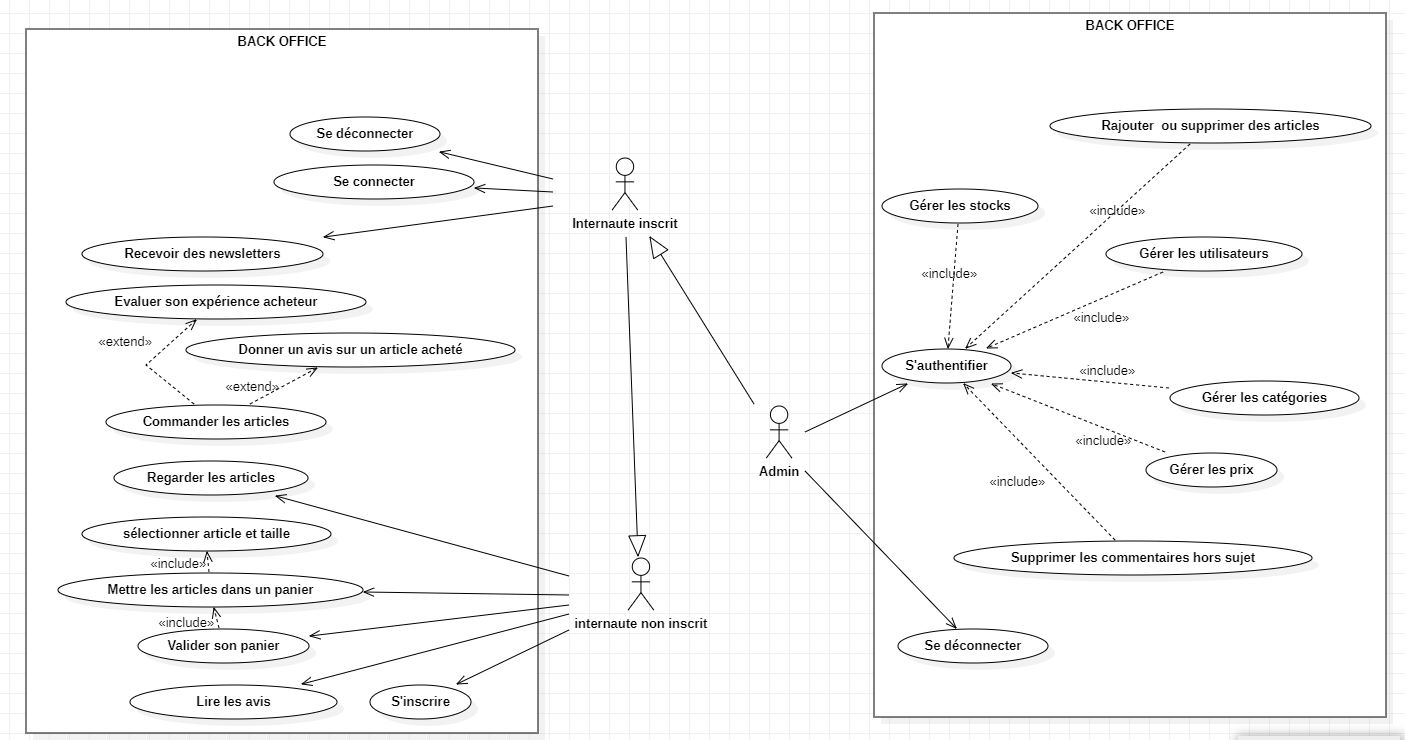 BACK OFFICE
Se déconnecter
Se connecter
Recevoir des newsletters
Evaluer son expérience acheteur
«extend»
Donner un avis sur un article acheté
«extend»
Commander les articles
Regarder les articles
sélectionner article et taille
«include»
Mettre les articles dans un panier
«include»
Valider son panier
Lire les avis
S'inscrire
Internaute inscrit
Admin
internaute non inscrit
BACK OFFICE
Rajouter  ou supprimer des articles
Gérer les stocks
«include»
Gérer les utilisateurs
«include»
«include»
S'authentifier
«include»
Gérer les catégories
«include»
Gérer les prix
«include»
Supprimer les commentaires hors sujet
Se déconnecter